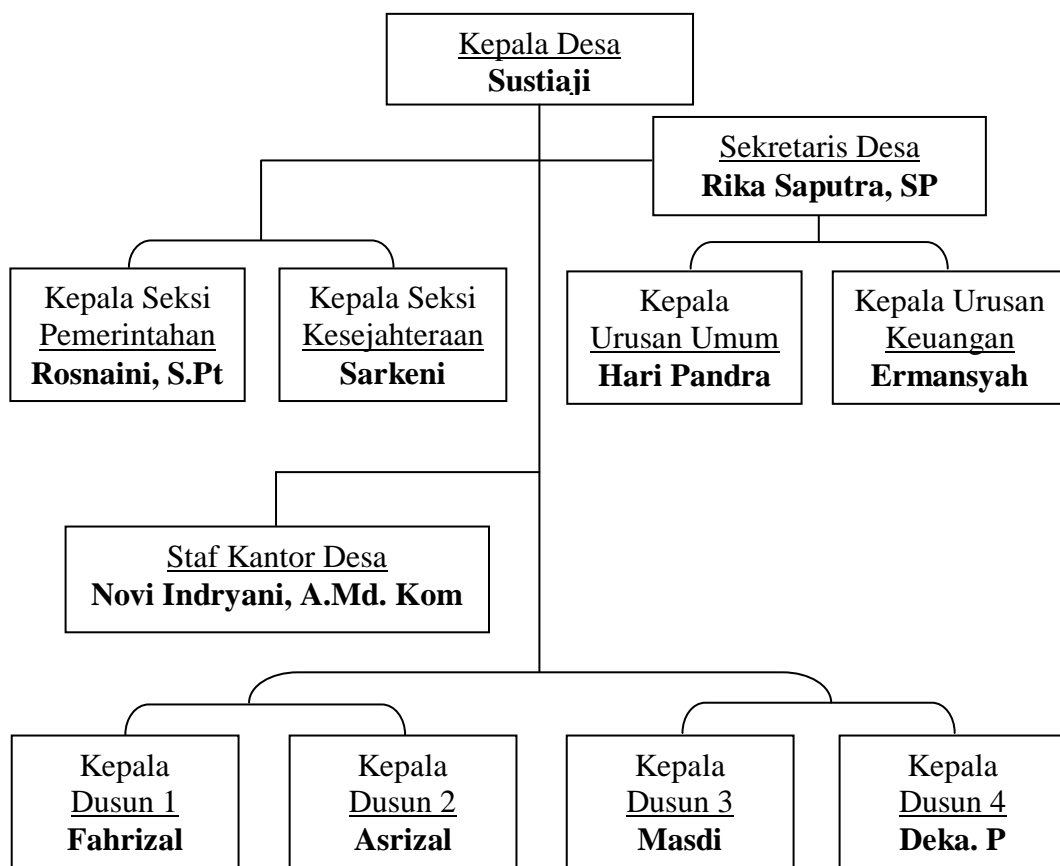 Kepala Desa
Sustiaji
Sekretaris Desa
Rika Saputra, SP
Kepala Seksi
Pemerintahan
Rosnaini, S.Pt
Kepala Seksi
Kesejahteraan
Sarkeni
Kepala
Urusan Umum
Hari Pandra
Kepala Urusan
Keuangan
Ermansyah
Staf Kantor Desa
Novi Indryani, A.Md. Kom
Kepala
Dusun 1
Fahrizal
Kepala
Dusun 2
Asrizal
Kepala
Dusun 3
Masdi
Kepala
Dusun 4
Deka. P